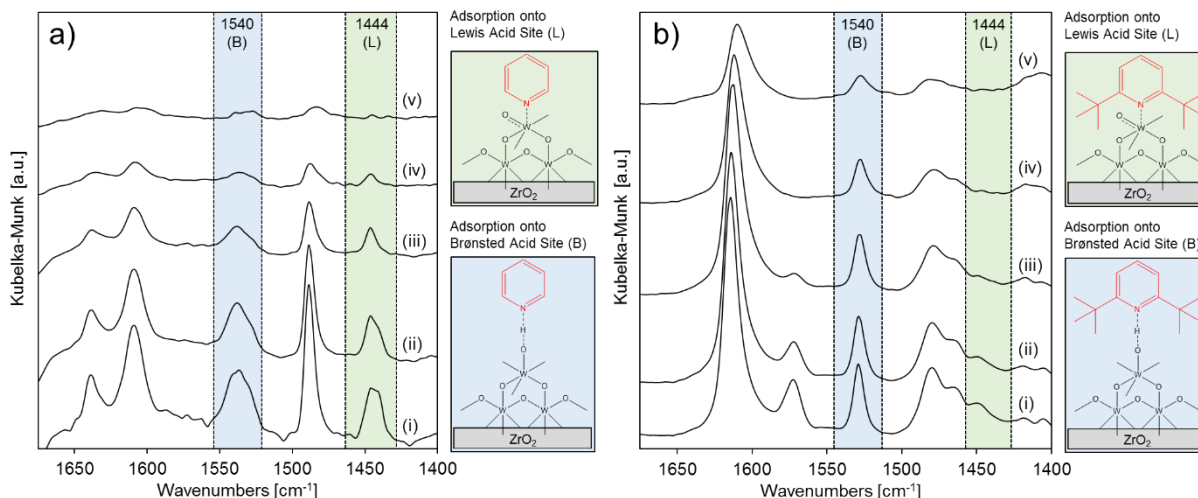 a)
1540
(B)
1444
(L)
(v)
(iv)
(iii)
(ii)
(i)
Kubelka-Munk [a.u.]
1650 1600 1550 1500 1450 1400
Wavenumbers [cm-1]
Adsorption onto
Lewis Acid Site (L)
N
O
W
O O
O W O W O
ZrO2
Adsorption onto
Brønsted Acid Site (B)
N
H
O
W
O O
O W O W O
ZrO2
b)
1540
(B)
1444
(L)
(v)
(iv)
(iii)
(ii)
(i)
Kubelka-Munk [a.u.]
1650 1600 1550 1500 1450 1400
Wavenumbers [cm-1]
Adsorption onto
Lewis Acid Site (L)
N
O
W
O O
O W O W O
ZrO2
Adsorption onto
Brønsted Acid Site (B)
N
H
O
W
O O
O W O W O
ZrO2